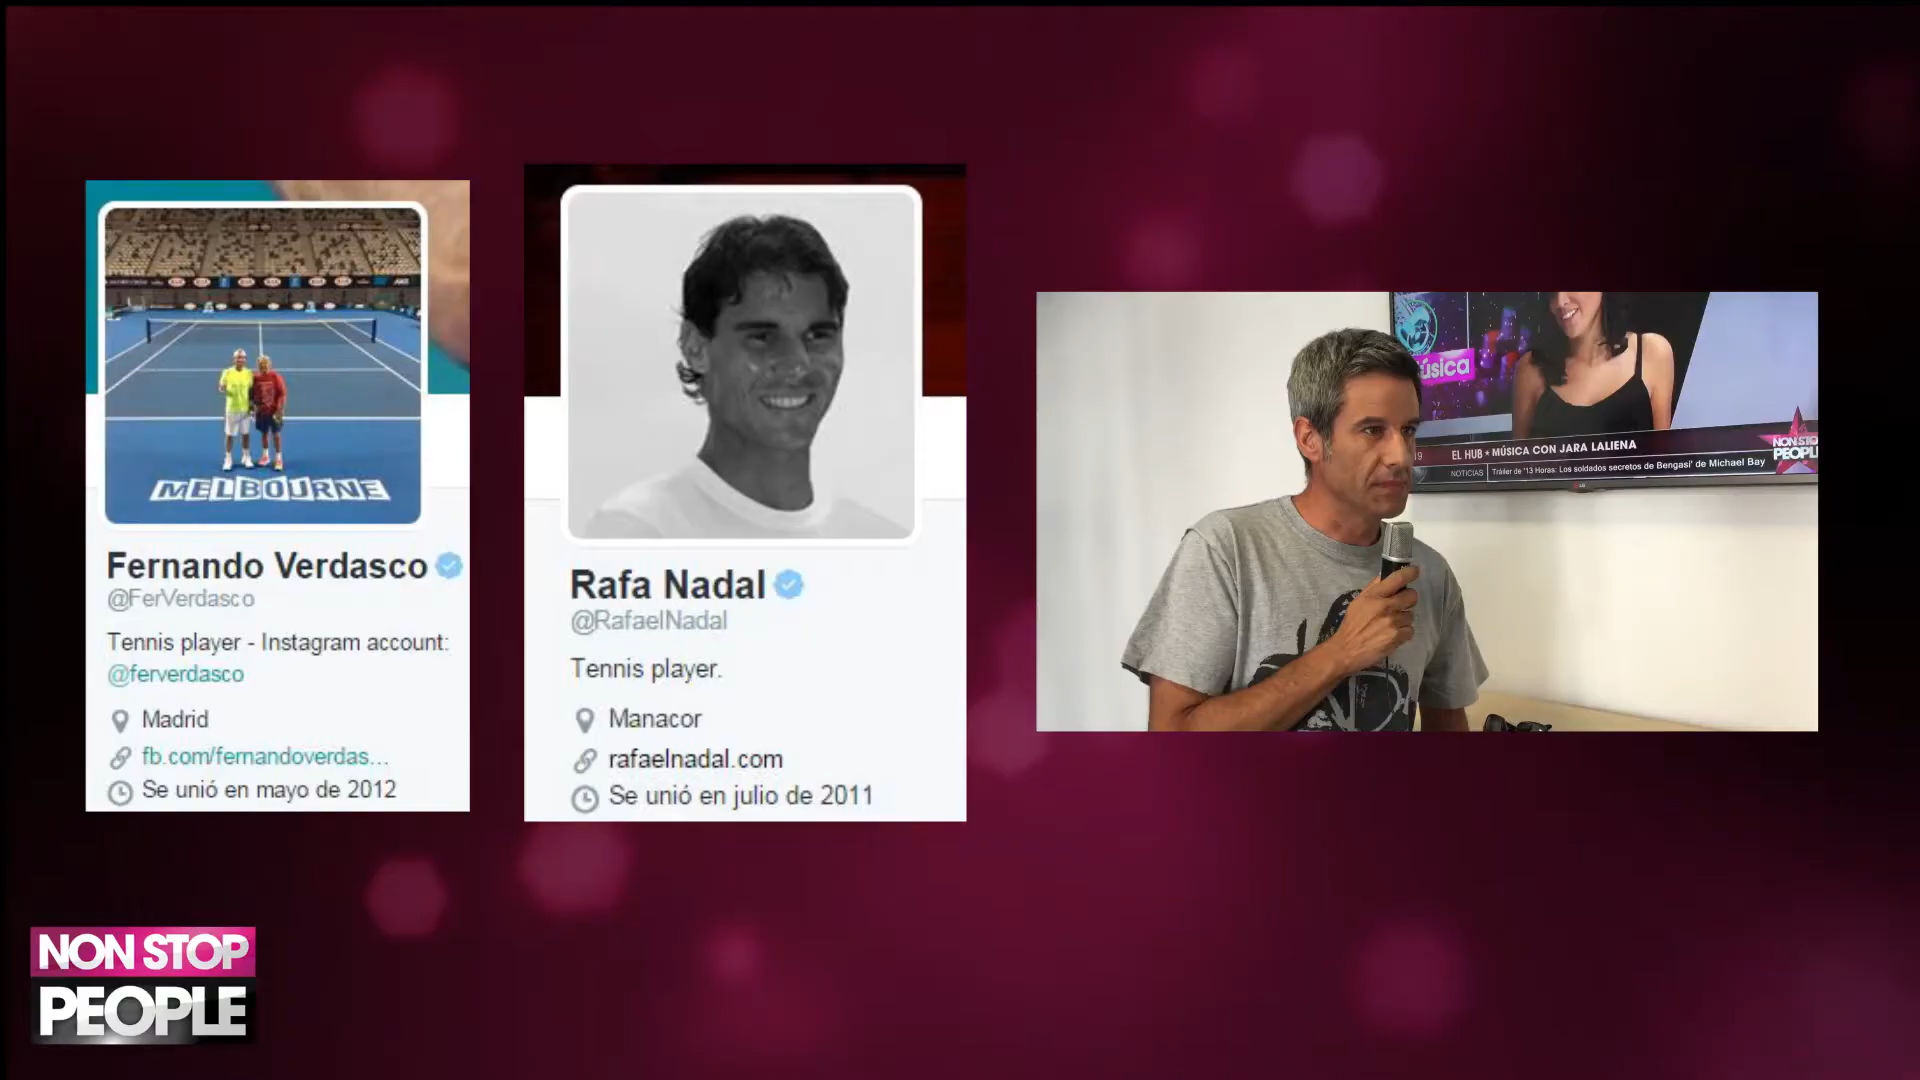 MELBOURNE
Fernando Verdasco
@FerVerdasco
Tennis player - Instagram account:
@ferverdasco
Madrid
fb.com/fernandoverdas...
Se unió en mayo de 2012
Rafa Nadal
@RafaelNadal
Tennis player.
Manacor
rafaelnadal.com
Se unió en julio de 2011
úsica
EL HUB ★ MÚSICA CON JARA LALIENA
NOTICIAS Tráiler de '13 Horas: Los soldados secretos de Bengasi' de Michael Bay
NON STO
PEOPL
NON STOP
PEOPLE